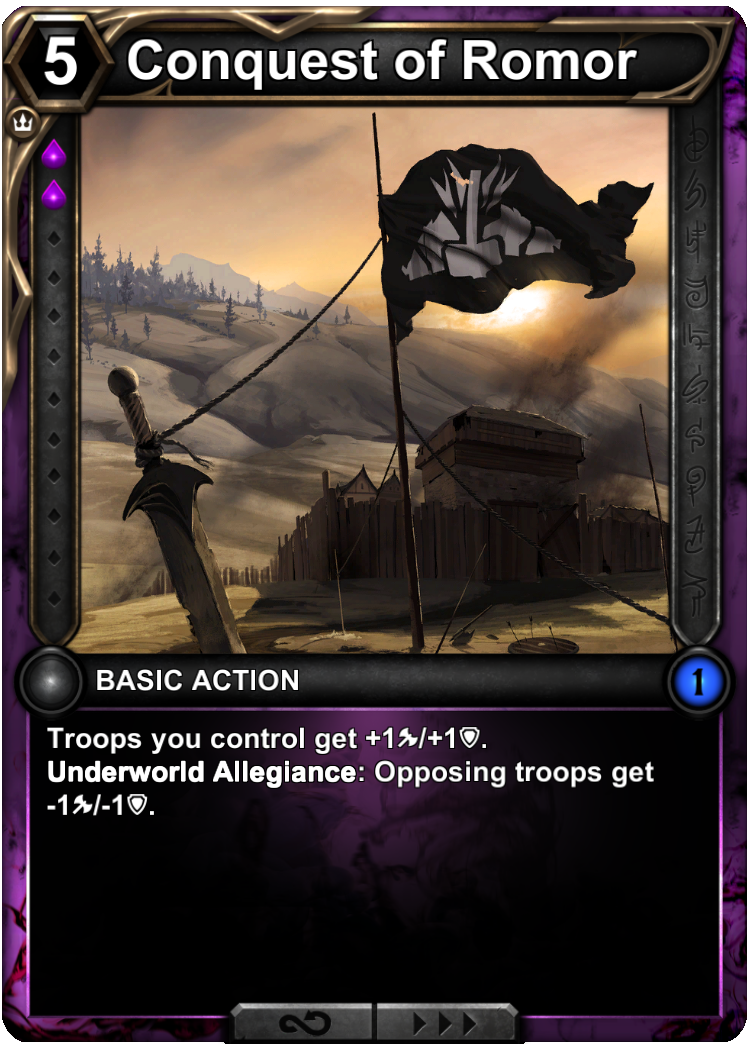 5 Conquest of Romor
BASIC ACTION 1
Troops you control get +1/+1.
Underworld Allegiance: Opposing troops get
-1/-1.